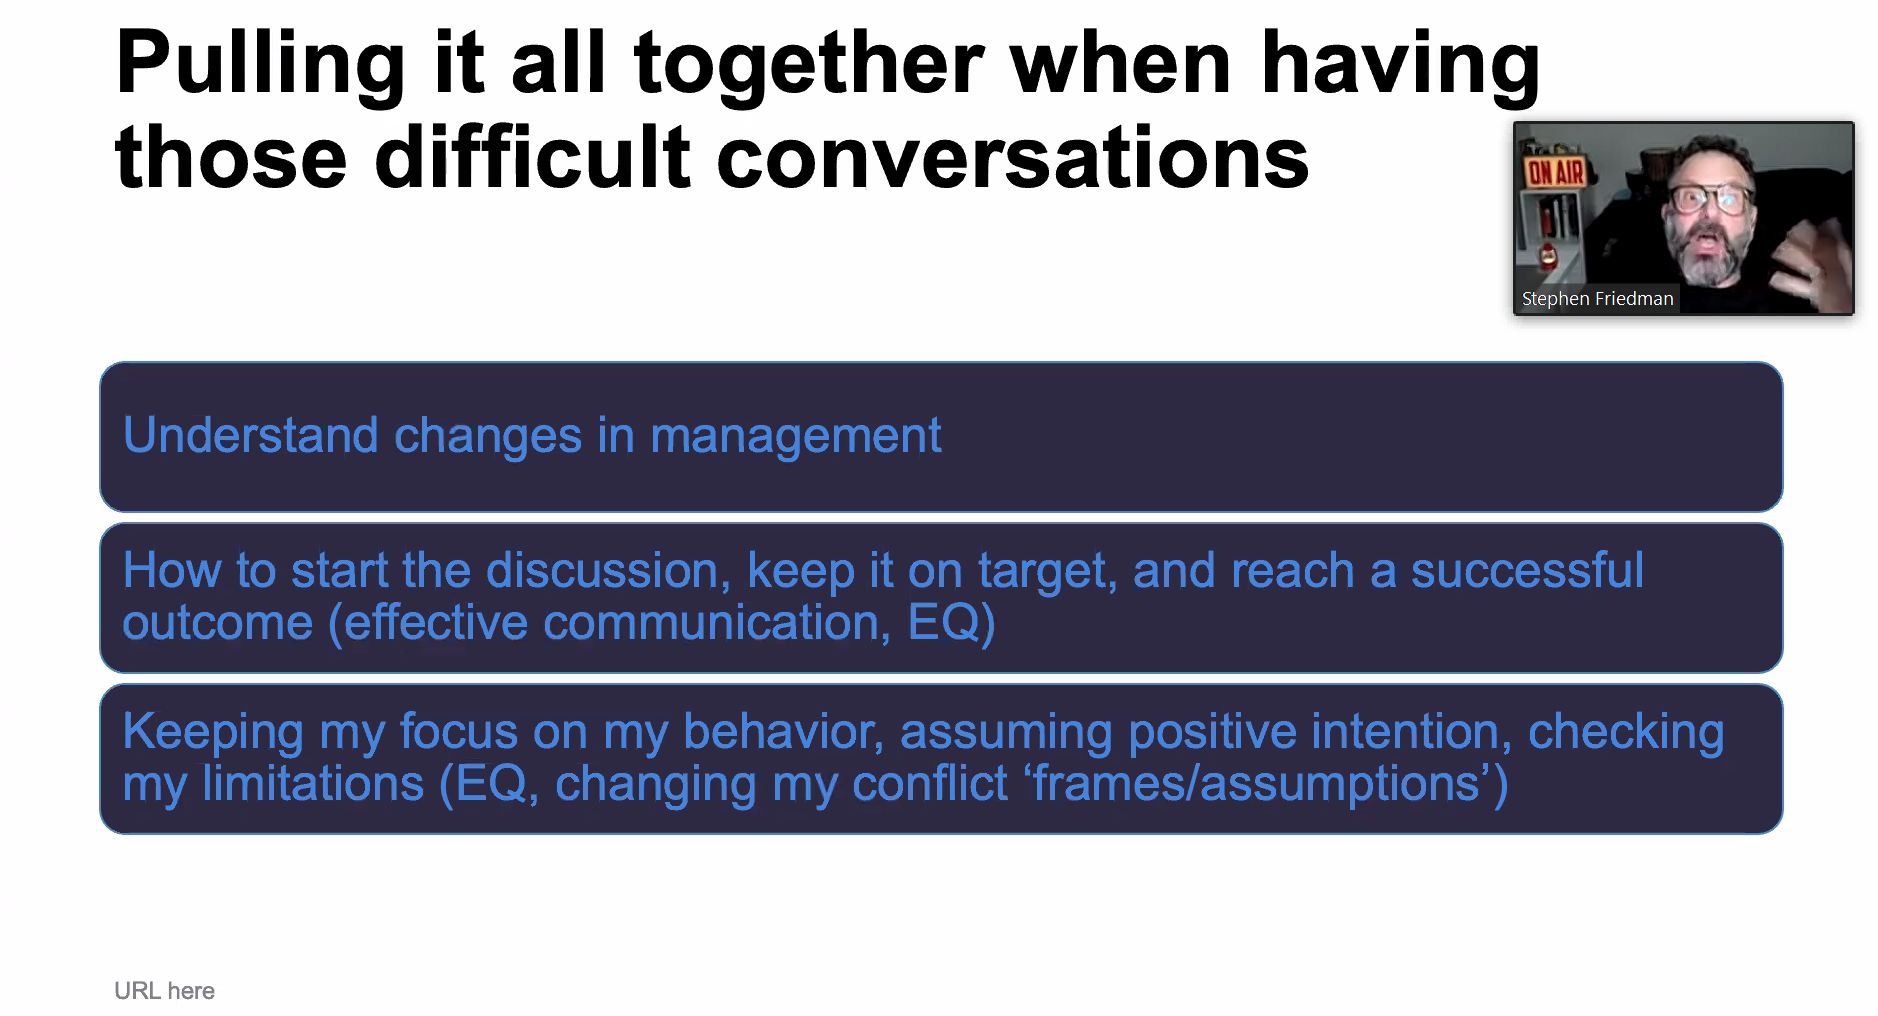 Pulling it all together when having
those difficult conversations
ON AIR
Stephen Friedman
Understand changes in management
How to start the discussion, keep it on target, and reach a successful
outcome (effective communication, EQ)
Keeping my focus on my behavior, assuming positive intention, checking
my limitations (EQ, changing my conflict ‘frames/assumptions’)
URL here